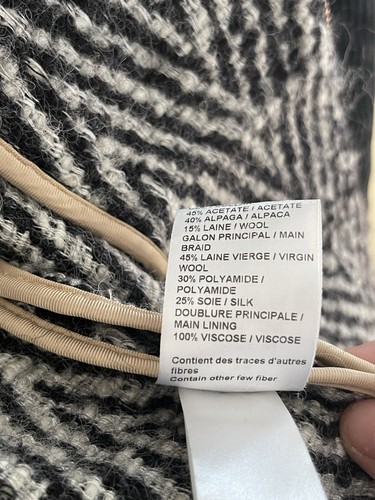 45% ACETATE / ACETATE
40% ALPAGA / ALPACA
15% LAINE / WOOL
GALON PRINCIPAL / MAIN
BRAID
45% LAINE VIERGE / VIRGIN
WOOL
30% POLYAMIDE /
POLYAMIDE
25% SOIE / SILK
DOUBLURE PRINCIPALE /
MAIN LINING
100% VISCOSE / VISCOSE
Contient des traces d'autres
fibres
Contain other few fiber